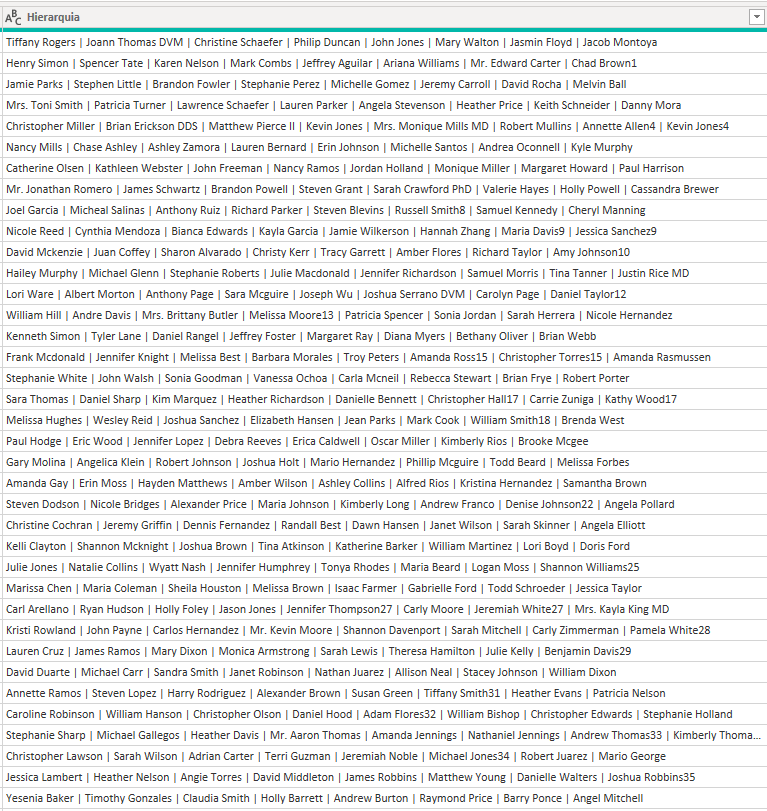 ABC Hierarquia
Tiffany Rogers | Joann Thomas DVM | Christine Schaefer | Philip Duncan | John Jones | Mary Walton | Jasmin Floyd | Jacob Montoya
Henry Simon | Spencer Tate | Karen Nelson | Mark Combs | Jeffrey Aguilar | Ariana Williams | Mr. Edward Carter | Chad Brown1
Jamie Parks | Stephen Little | Brandon Fowler | Stephanie Perez | Michelle Gomez | Jeremy Carroll | David Rocha | Melvin Ball
Mrs. Toni Smith | Patricia Turner | Lawrence Schaefer | Lauren Parker | Angela Stevenson | Heather Price | Keith Schneider | Danny Mora
Christopher Miller | Brian Erickson DDS | Matthew Pierce II | Kevin Jones | Mrs. Monique Mills MD | Robert Mullins | Annette Allen4 | Kevin Jones4
Nancy Mills | Chase Ashley | Ashley Zamora | Lauren Bernard | Erin Johnson | Michelle Santos | Andrea Oconnell | Kyle Murphy
Catherine Olsen | Kathleen Webster | John Freeman | Nancy Ramos | Jordan Holland | Monique Miller | Margaret Howard | Paul Harrison
Mr. Jonathan Romero | James Schwartz | Brandon Powell | Steven Grant | Sarah Crawford PhD | Valerie Hayes | Holly Powell | Cassandra Brewer
Joel Garcia | Micheal Salinas | Anthony Ruiz | Richard Parker | Steven Blevins | Russell Smith8 | Samuel Kennedy | Cheryl Manning
Nicole Reed | Cynthia Mendoza | Bianca Edwards | Kayla Garcia | Jamie Wilkerson | Hannah Zhang | Maria Davis9 | Jessica Sanchez9
David Mckenzie | Juan Coffey | Sharon Alvarado | Christy Kerr | Tracy Garrett | Amber Flores | Richard Taylor | Amy Johnson10
Hailey Murphy | Michael Glenn | Stephanie Roberts | Julie Macdonald | Jennifer Richardson | Samuel Morris | Tina Tanner | Justin Rice MD
Lori Ware | Albert Morton | Anthony Page | Sara Mcguire | Joseph Wu | Joshua Serrano DVM | Carolyn Page | Daniel Taylor12
William Hill | Andre Davis | Mrs. Brittany Butler | Melissa Moore13 | Patricia Spencer | Sonia Jordan | Sarah Herrera | Nicole Hernandez
Kenneth Simon | Tyler Lane | Daniel Rangel | Jeffrey Foster | Margaret Ray | Diana Myers | Bethany Oliver | Brian Webb
Frank Mcdonald | Jennifer Knight | Melissa Best | Barbara Morales | Troy Peters | Amanda Ross15 | Christopher Torres15 | Amanda Rasmussen
Stephanie White | John Walsh | Sonia Goodman | Vanessa Ochoa | Carla Mcneil | Rebecca Stewart | Brian Frye | Robert Porter
Sara Thomas | Daniel Sharp | Kim Marquez | Heather Richardson | Danielle Bennett | Christopher Hall17 | Carrie Zuniga | Kathy Wood17
Melissa Hughes | Wesley Reid | Joshua Sanchez | Elizabeth Hansen | Jean Parks | Mark Cook | William Smith18 | Brenda West
Paul Hodge | Eric Wood | Jennifer Lopez | Debra Reeves | Erica Caldwell | Oscar Miller | Kimberly Rios | Brooke Mcgee
Gary Molina | Angelica Klein | Robert Johnson | Joshua Holt | Mario Hernandez | Phillip Mcguire | Todd Beard | Melissa Forbes
Amanda Gay | Erin Moss | Hayden Matthews | Amber Wilson | Ashley Collins | Alfred Rios | Kristina Hernandez | Samantha Brown
Steven Dodson | Nicole Bridges | Alexander Price | Maria Johnson | Kimberly Long | Andrew Franco | Denise Johnson22 | Angela Pollard
Christine Cochran | Jeremy Griffin | Dennis Fernandez | Randall Best | Dawn Hansen | Janet Wilson | Sarah Skinner | Angela Elliott
Kelli Clayton | Shannon Mcknight | Joshua Brown | Tina Atkinson | Katherine Barker | William Martinez | Lori Boyd | Doris Ford
Julie Jones | Natalie Collins | Wyatt Nash | Jennifer Humphrey | Tonya Rhodes | Maria Beard | Logan Moss | Shannon Williams25
Marissa Chen | Maria Coleman | Sheila Houston | Melissa Brown | Isaac Farmer | Gabrielle Ford | Todd Schroeder | Jessica Taylor
Carl Arellano | Ryan Hudson | Holly Foley | Jason Jones | Jennifer Thompson27 | Carly Moore | Jeremiah White27 | Mrs. Kayla King MD
Kristi Rowland | John Payne | Carlos Hernandez | Mr. Kevin Moore | Shannon Davenport | Sarah Mitchell | Carly Zimmerman | Pamela White28
Lauren Cruz | James Ramos | Mary Dixon | Monica Armstrong | Sarah Lewis | Theresa Hamilton | Julie Kelly | Benjamin Davis29
David Duarte | Michael Carr | Sandra Smith | Janet Robinson | Nathan Juarez | Allison Neal | Stacey Johnson | William Dixon
Annette Ramos | Steven Lopez | Harry Rodriguez | Alexander Brown | Susan Green | Tiffany Smith31 | Heather Evans | Patricia Nelson
Caroline Robinson | William Hanson | Christopher Olson | Daniel Hood | Adam Flores32 | William Bishop | Christopher Edwards | Stephanie Holland
Stephanie Sharp | Michael Gallegos | Heather Davis | Mr. Aaron Thomas | Amanda Jennings | Nathaniel Jennings | Andrew Thomas33 | Kimberly Thoma...
Christopher Lawson | Sarah Wilson | Adrian Carter | Terri Guzman | Jeremiah Noble | Michael Jones34 | Robert Juarez | Mario George
Jessica Lambert | Heather Nelson | Angie Torres | David Middleton | James Robbins | Matthew Young | Danielle Walters | Joshua Robbins35
Yesenia Baker | Timothy Gonzales | Claudia Smith | Holly Barrett | Andrew Burton | Raymond Price | Barry Ponce | Angel Mitchell